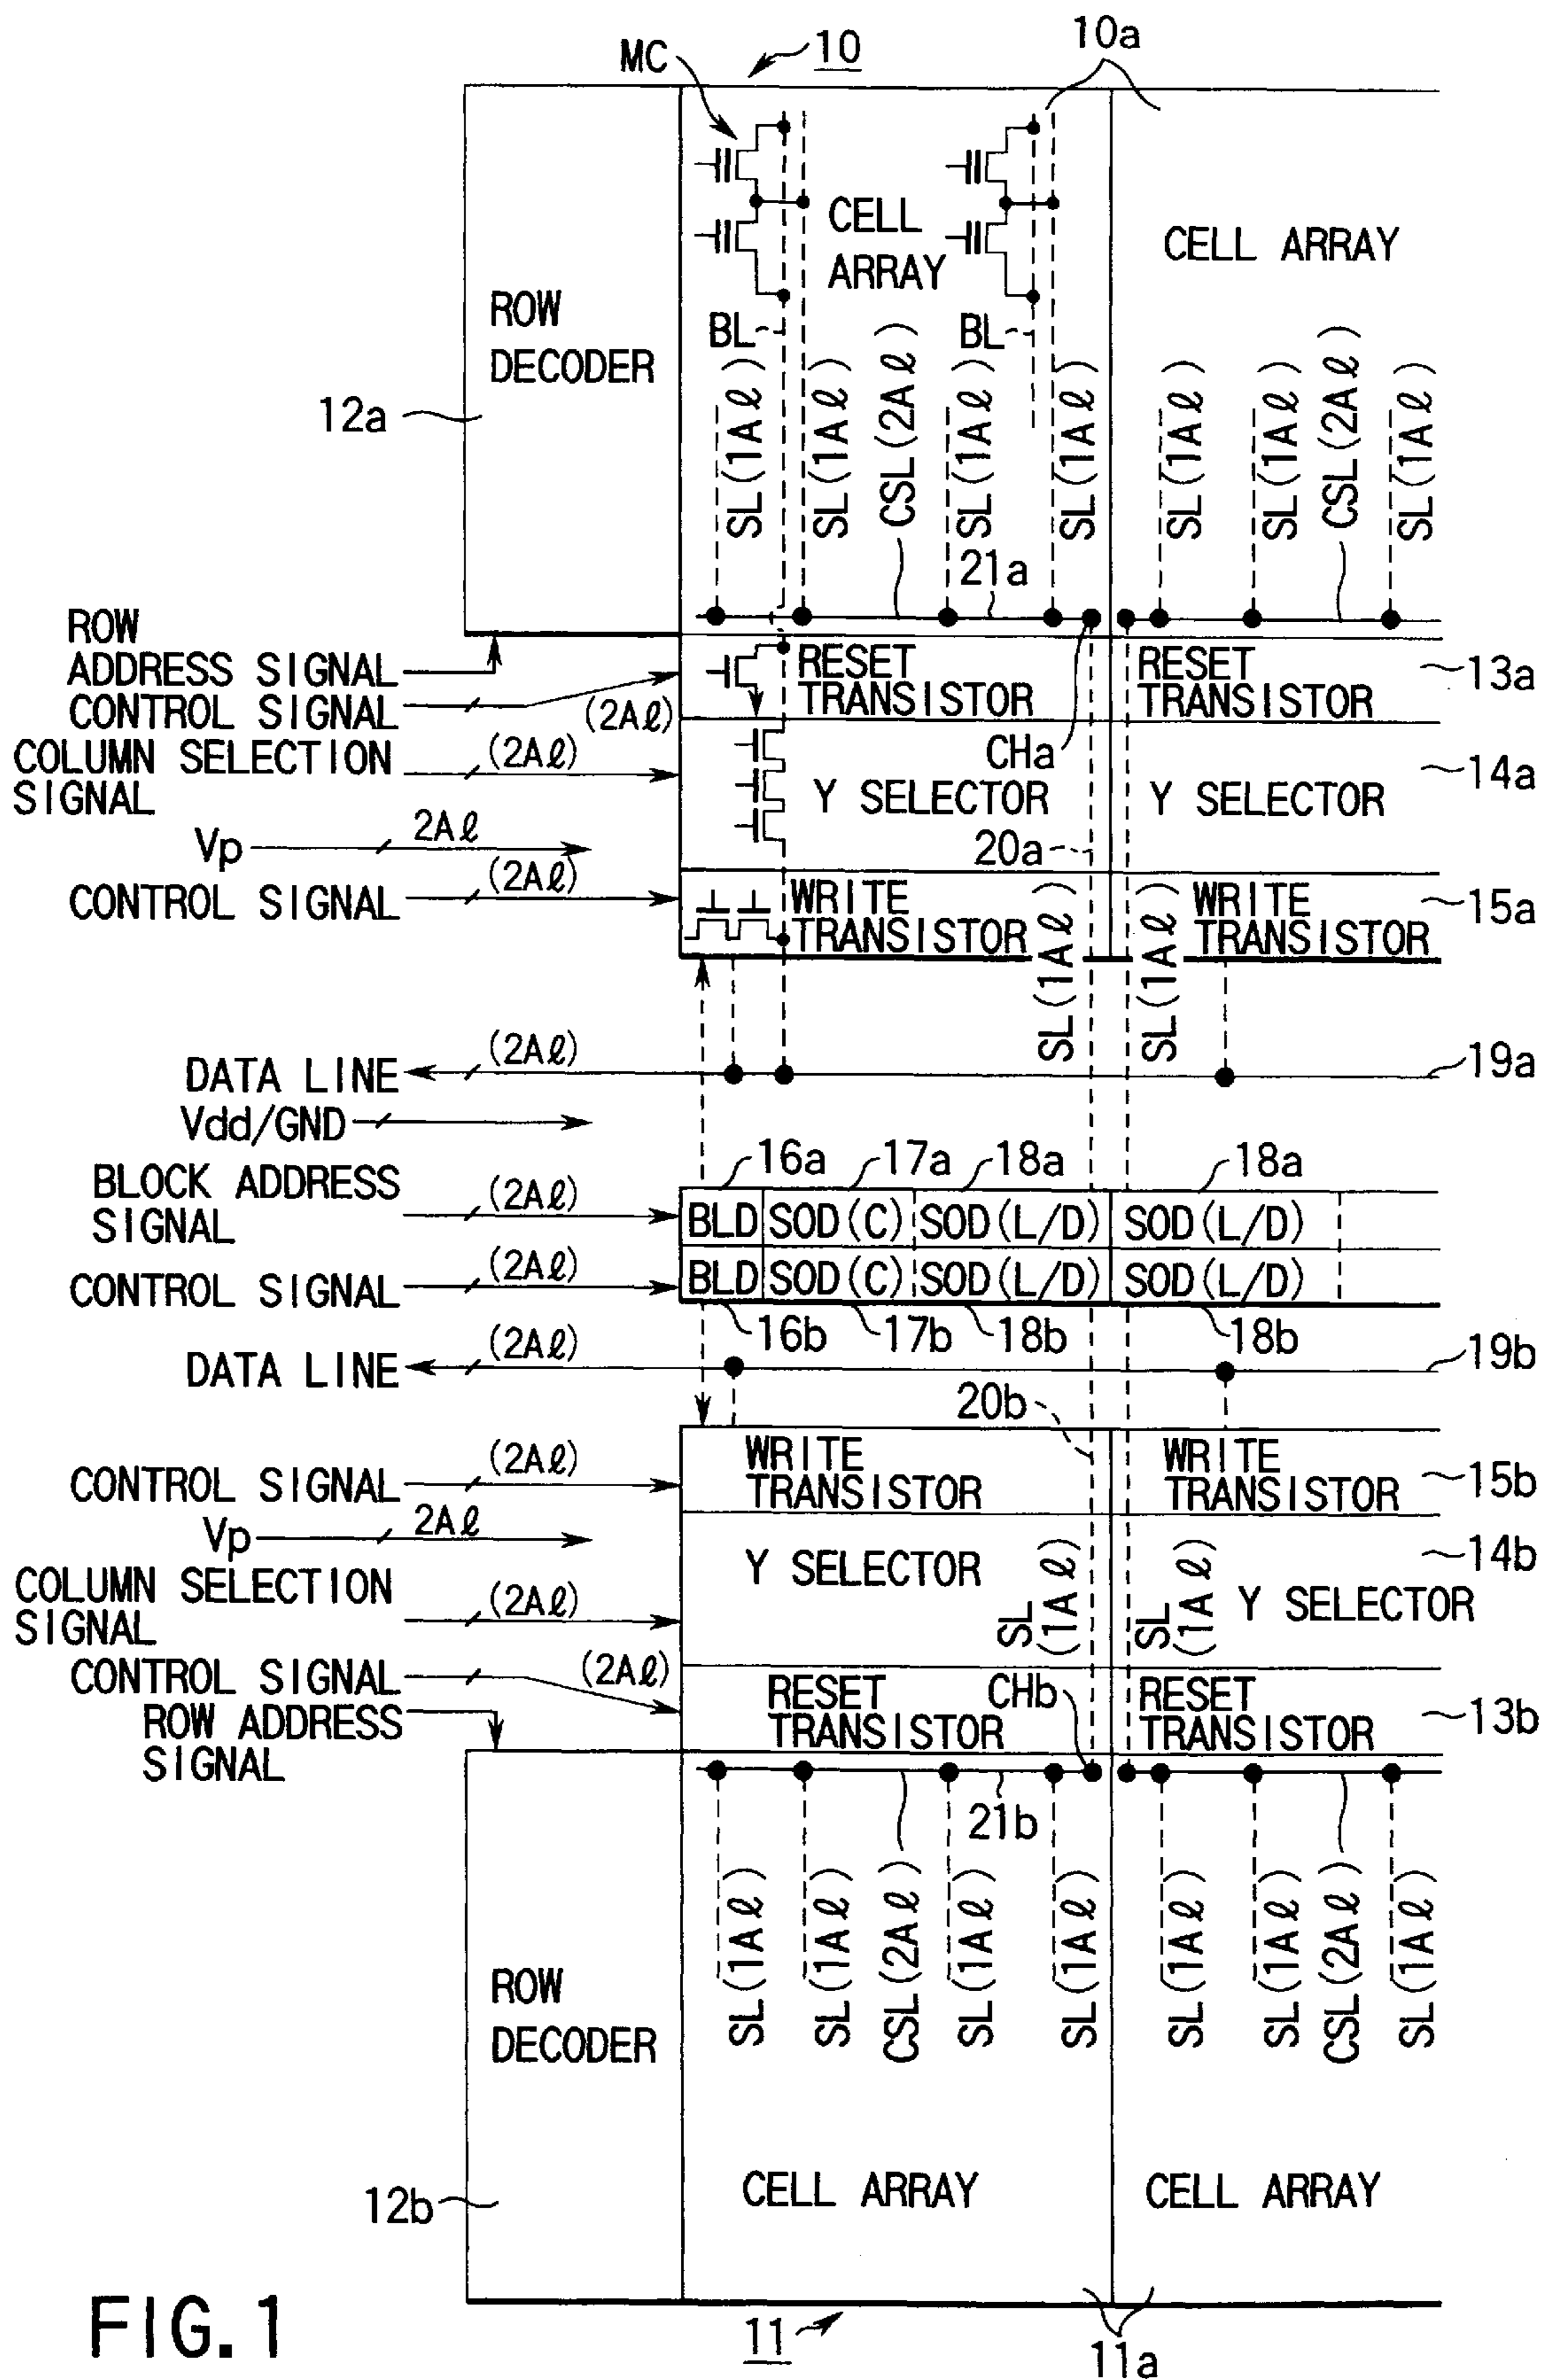 10
10a
MC
CELL
ARRAY
CELL ARRAY
ROW
DECODER
BL
BL
12a
SL(1Aℓ)
SL(1Aℓ)
CSL(2Aℓ)
SL(1Aℓ)
SL(1Aℓ)
SL(1Aℓ)
SL(1Aℓ)
CSL(2Aℓ)
SL(1Aℓ)
21a
ROW
ADDRESS SIGNAL
CONTROL SIGNAL
(2Aℓ)
RESET
TRANSISTOR
RESET
TRANSISTOR
13a
COLUMN SELECTION
SIGNAL
(2Aℓ)
CHa
Y SELECTOR
Y SELECTOR
14a
Vp
2Aℓ
20a
CONTROL SIGNAL
(2Aℓ)
WRITE
TRANSISTOR
SL(1Aℓ)
SL(1Aℓ)
WRITE
TRANSISTOR
15a
DATA LINE
(2Aℓ)
19a
Vdd/GND
16a
17a
18a
18a
BLOCK ADDRESS
SIGNAL
(2Aℓ)
BLD
SOD(C)
SOD(L/D)
SOD(L/D)
CONTROL SIGNAL
(2Aℓ)
BLD
SOD(C)
SOD(L/D)
SOD(L/D)
16b
17b
18b
18b
DATA LINE
(2Aℓ)
19b
20b
CONTROL SIGNAL
(2Aℓ)
WRITE
TRANSISTOR
WRITE
TRANSISTOR
15b
Vp
2Aℓ
Y SELECTOR
SL
(1Aℓ)
SL
(1Aℓ)
Y SELECTOR
14b
COLUMN SELECTION
SIGNAL
(2Aℓ)
CONTROL SIGNAL
(2Aℓ)
RESET
TRANSISTOR
CHb
RESET
TRANSISTOR
13b
ROW ADDRESS
SIGNAL
21b
SL(1Aℓ)
SL(1Aℓ)
CSL(2Aℓ)
SL(1Aℓ)
SL(1Aℓ)
SL(1Aℓ)
SL(1Aℓ)
CSL(2Aℓ)
SL(1Aℓ)
ROW
DECODER
12b
CELL ARRAY
CELL ARRAY
11
11a
FIG. 1